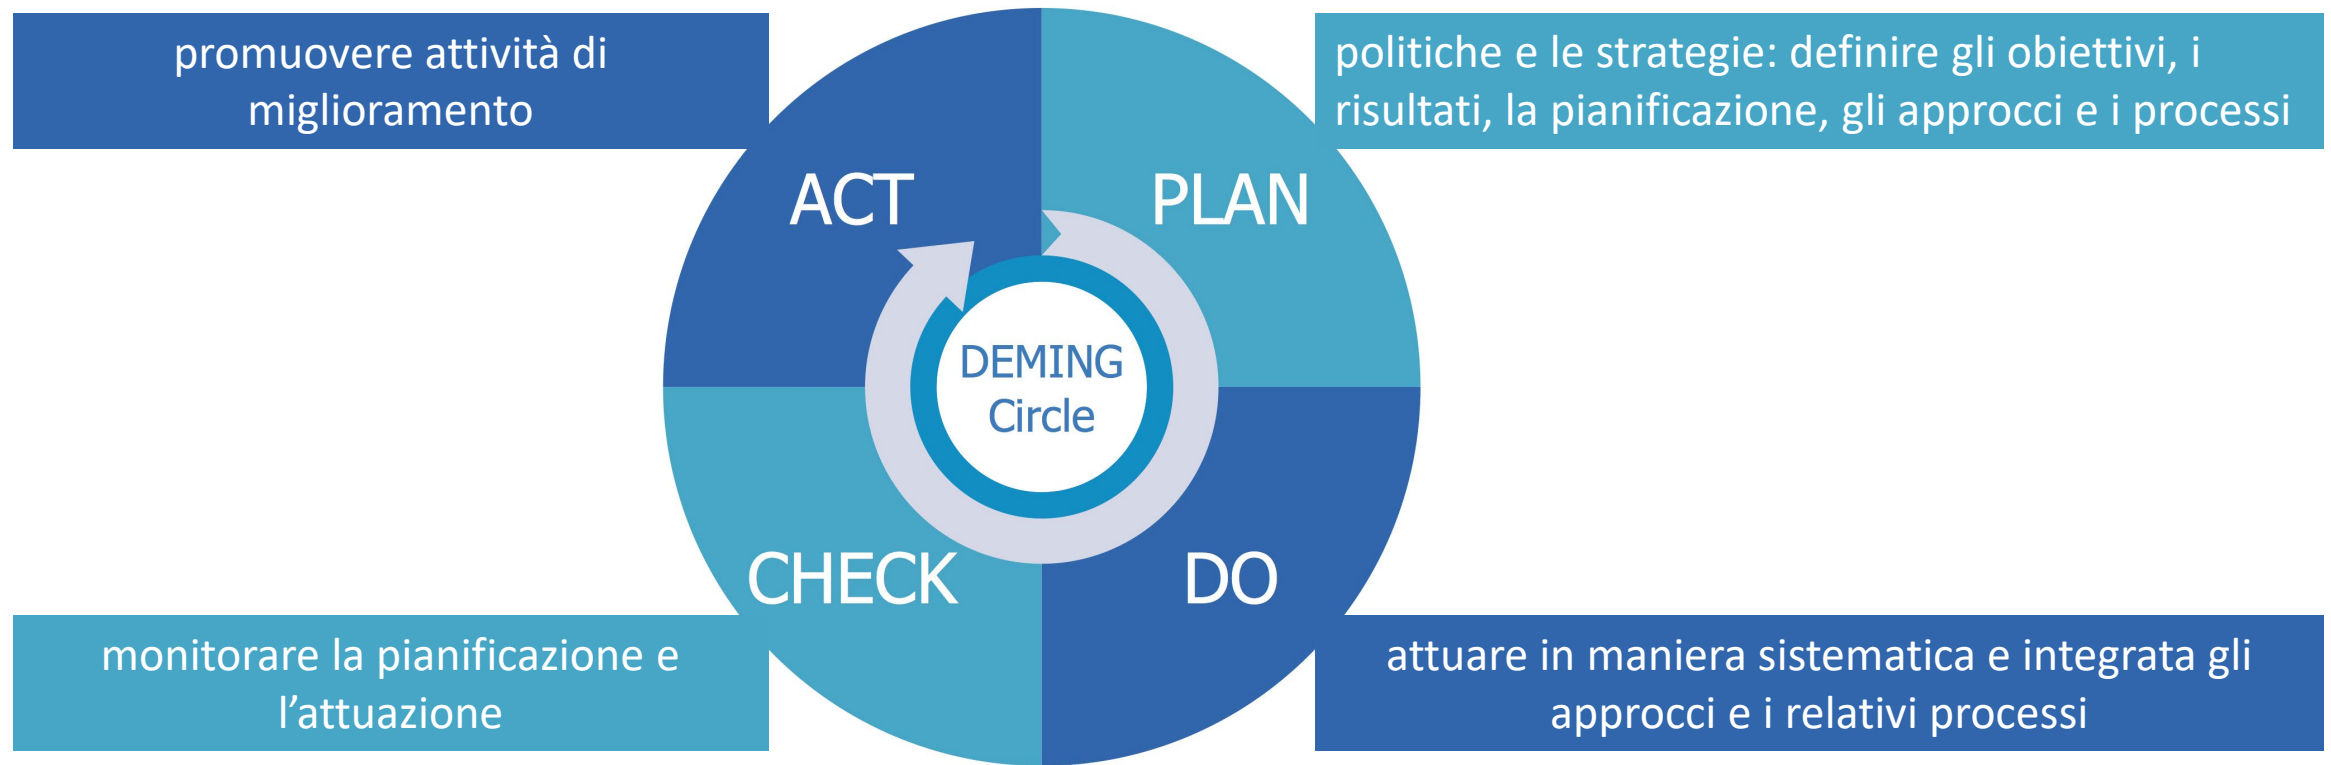 promuovere attività di
miglioramento
politiche e le strategie: definire gli obiettivi, i
risultati, la pianificazione, gli approcci e i processi
ACT
PLAN
DEMING
Circle
CHECK
DO
monitorare la pianificazione e
l’attuazione
attuare in maniera sistematica e integrata gli
approcci e i relativi processi